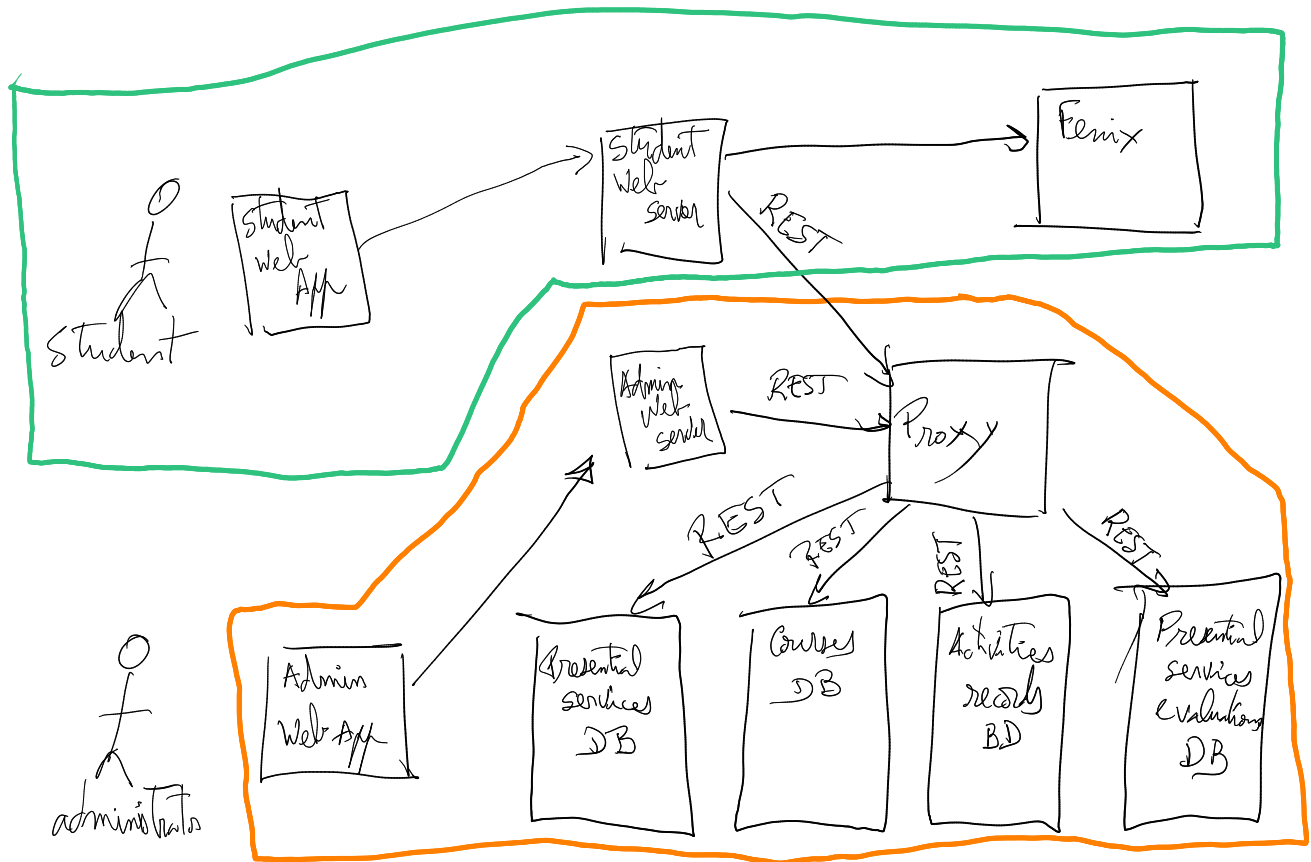 Fenix
Student
web
server
REST
Student
web
App
Student
Admin
Web
server
REST
Proxy
REST
REST
REST
REST
Admin
Web App
administrator
Presential
services
DB
Courses
DB
Activities
records
BD
Presential
services
evaluations
DB